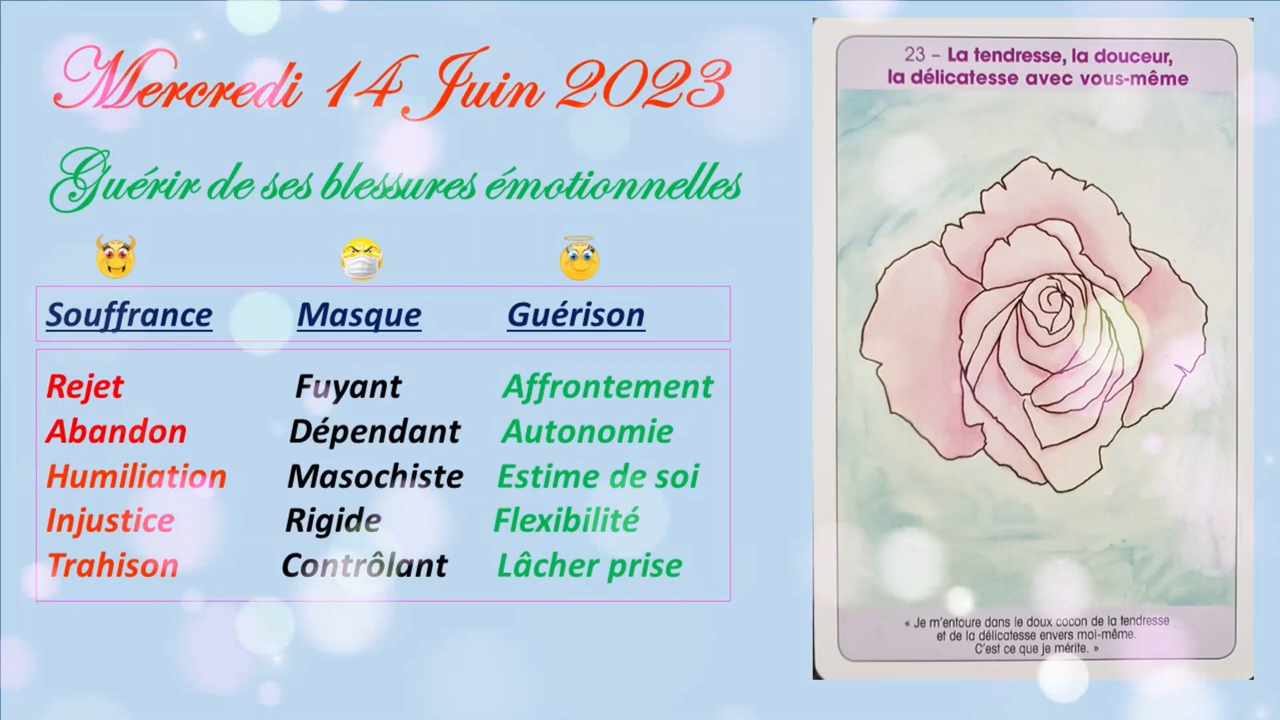 Mercredi 14 Juin 2023
Guérir de ses blessures émotionnelles
Souffrance Masque Guérison
Rejet Fuyant Affrontement
Abandon Dépendant Autonomie
Humiliation Masochiste Estime de soi
Injustice Rigide Flexibilité
Trahison Contrôlant Lâcher prise
23 – La tendresse, la douceur,
la délicatesse avec vous-même
« Je m'entoure dans le doux cocon de la tendresse
et de la délicatesse envers moi-même.
C'est ce que je mérite. »